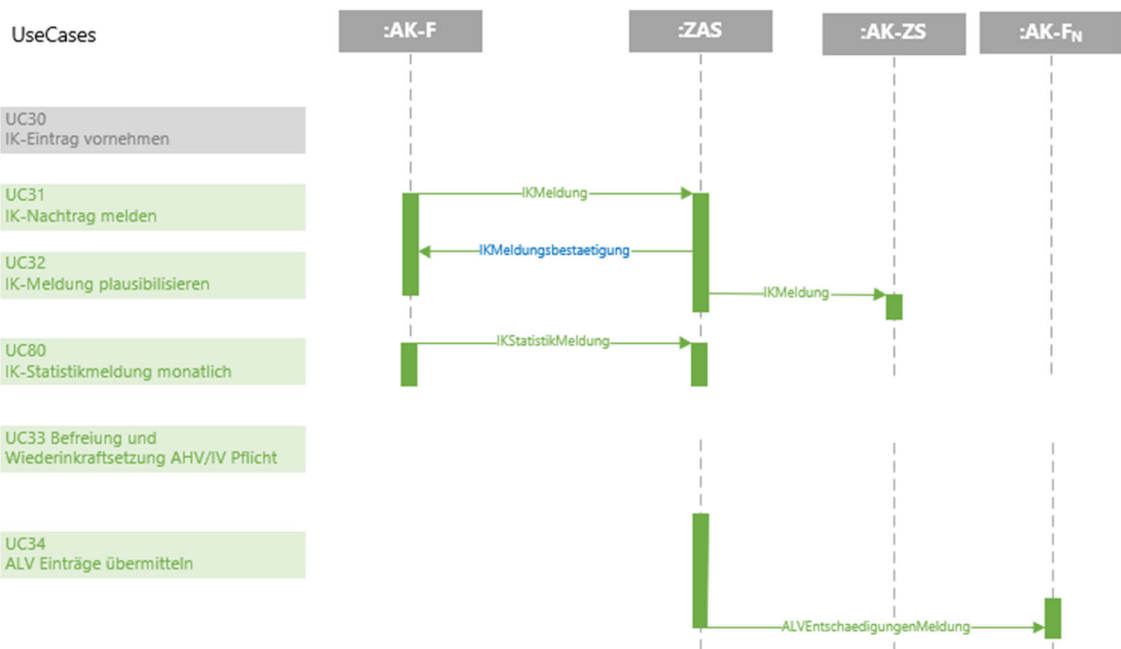 UseCases
:AK-F
:ZAS
:AK-ZS
:AK-FN
UC30
IK-Eintrag vornehmen
UC31
IK-Nachtrag melden
IKMeldung
IKMeldungsbestaetigung
UC32
IK-Meldung plausibilisieren
IKMeldung
IKStatistikMeldung
UC80
IK-Statistikmeldung monatlich
UC33 Befreiung und
Wiederinkraftsetzung AHV/IV Pflicht
UC34
ALV Einträge übermitteln
ALVEntschaedigungenMeldung